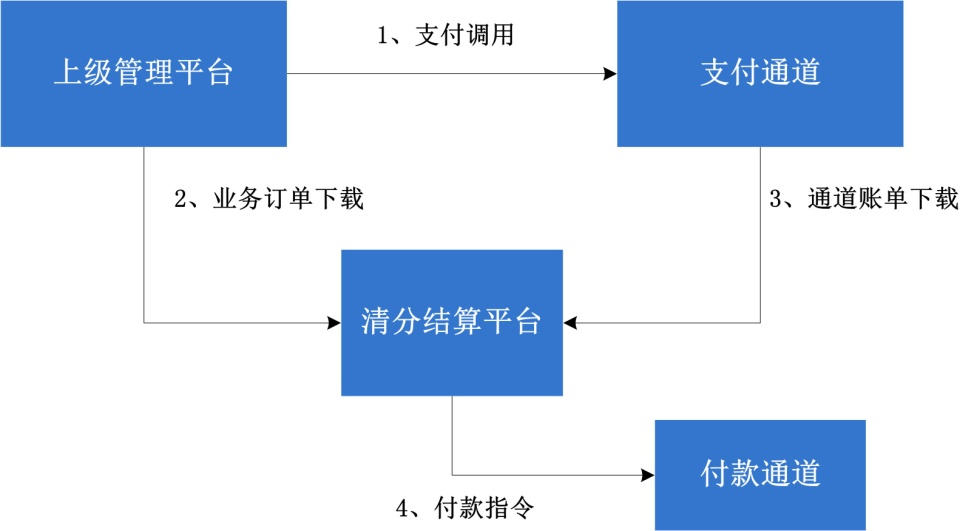 1、支付调用
上级管理平台
支付通道
2、业务订单下载
3、通道账单下载
清分结算平台
付款通道
4、付款指令